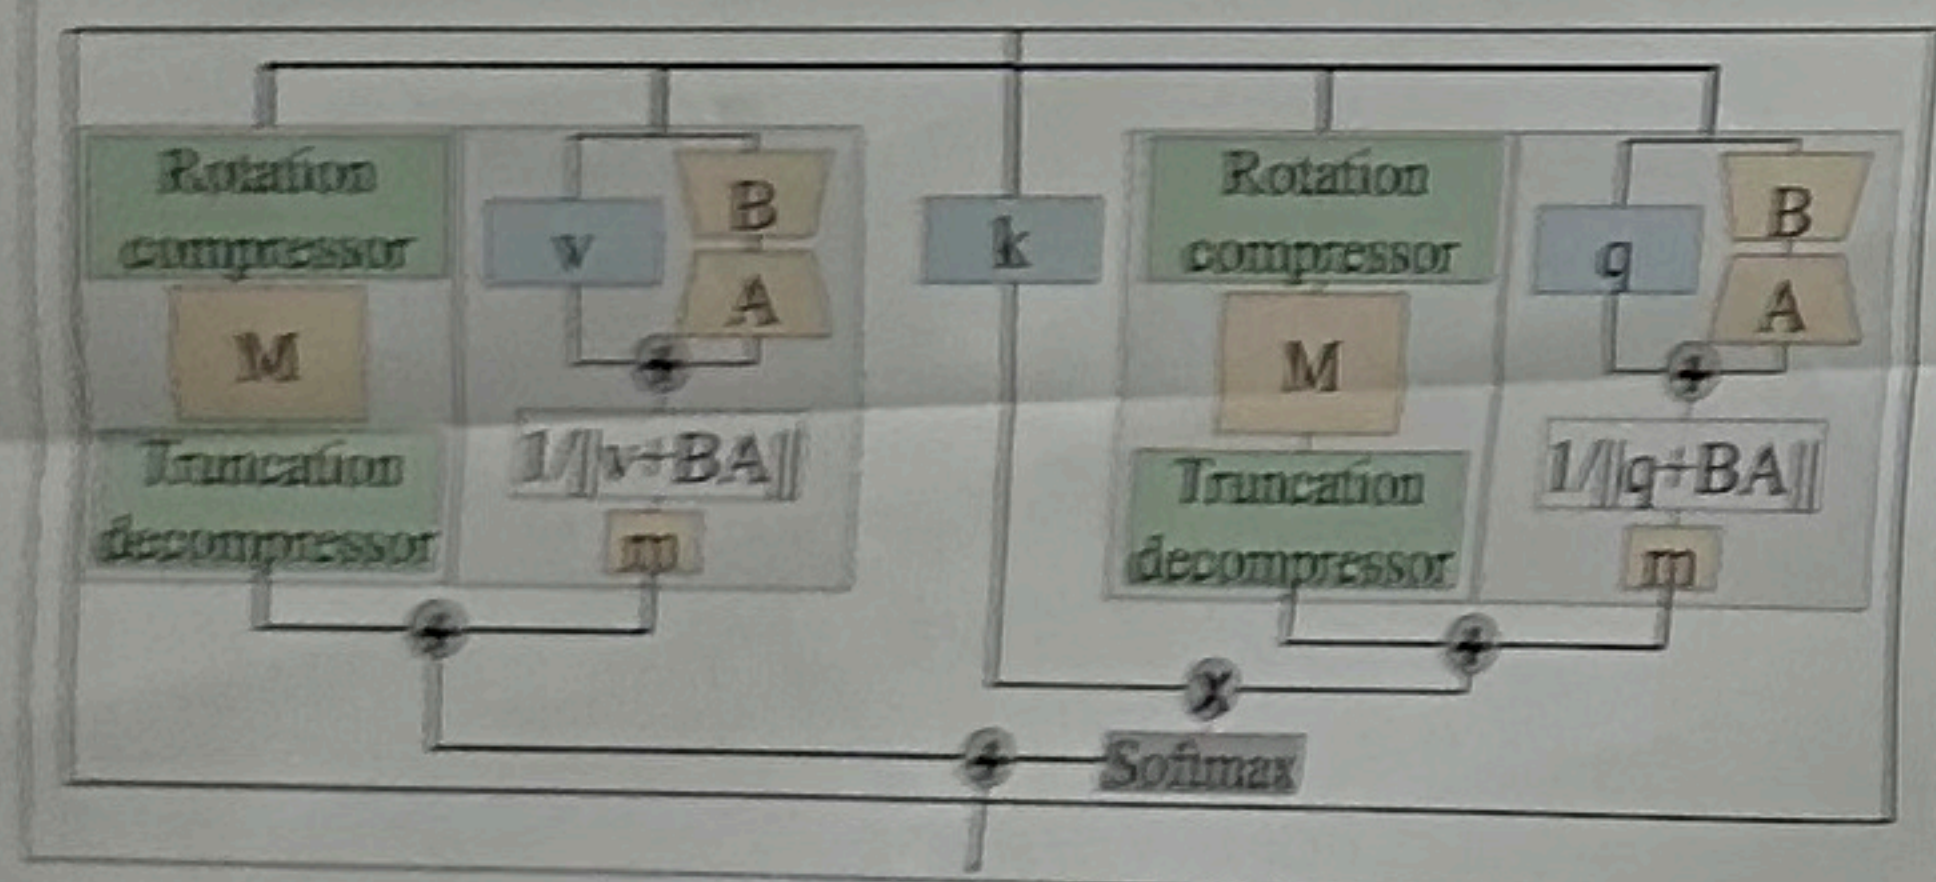 Rotation
compressor
M
Truncation
decompressor
v
B
A
+
1/||v+BA||
m
+
k
Rotation
compressor
M
Truncation
decompressor
q
B
A
+
1/||q+BA||
m
+
x
+
Softmax